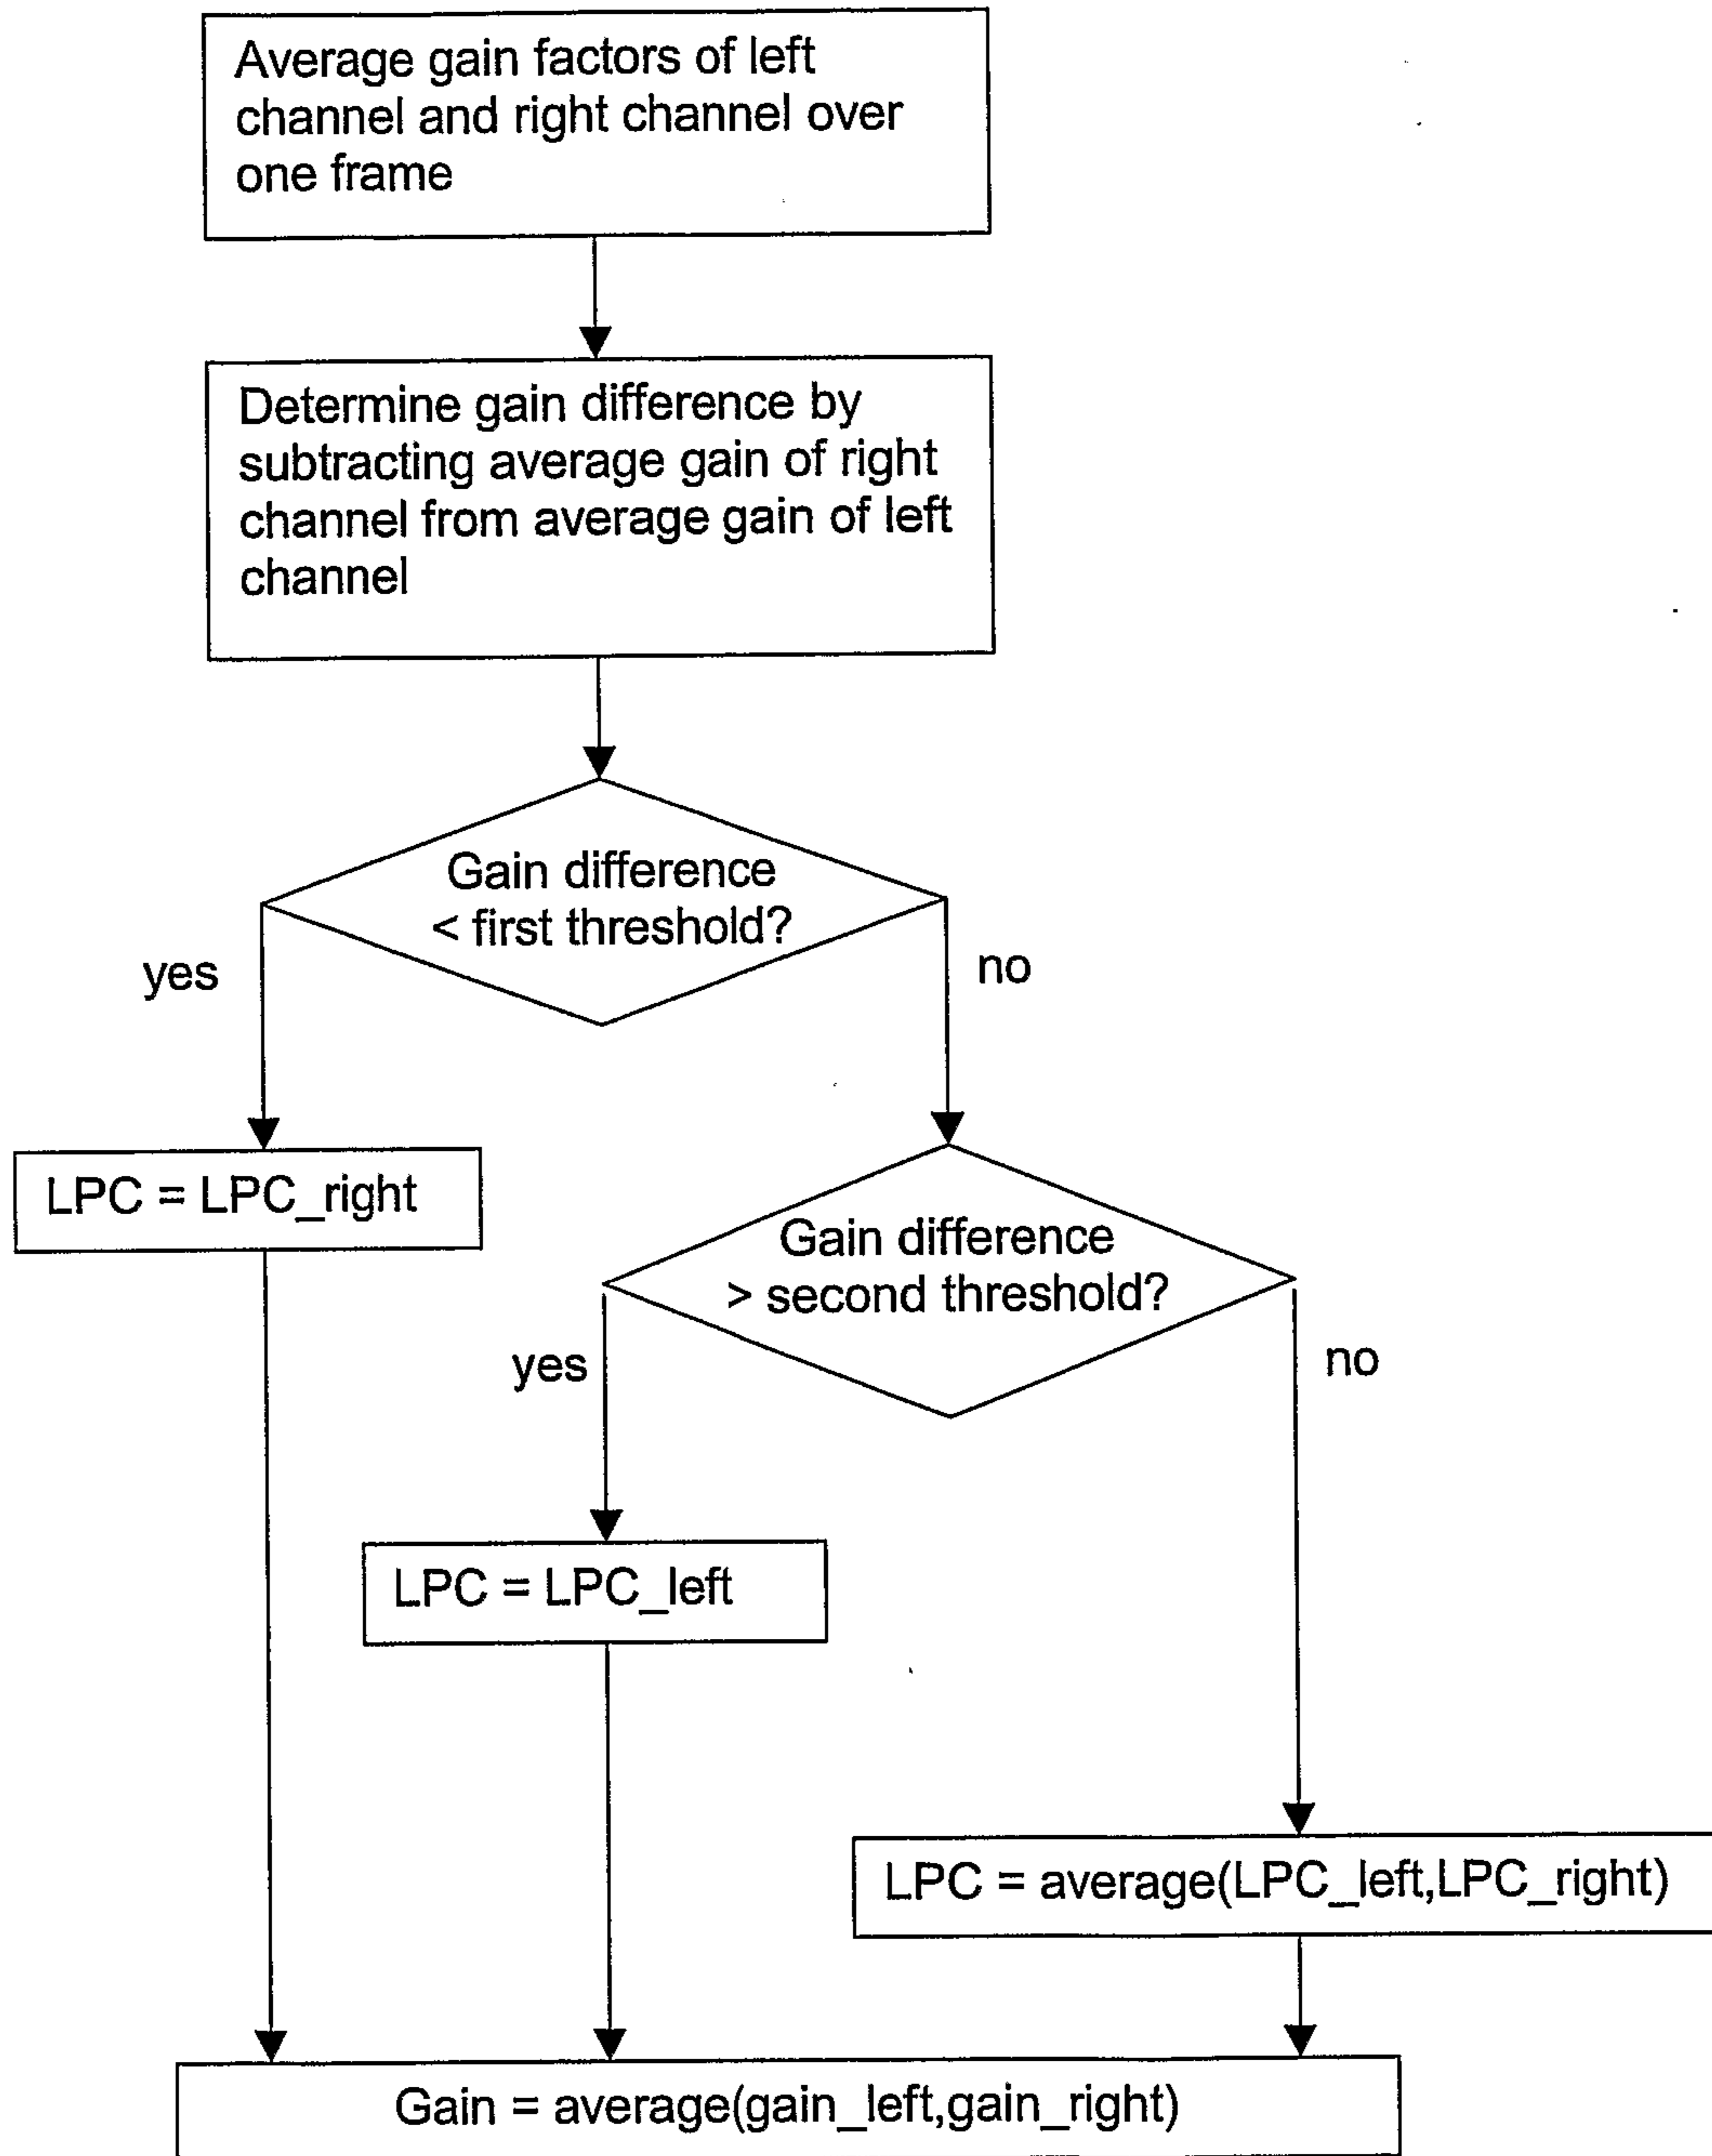 Average gain factors of left
channel and right channel over
one frame
Determine gain difference by
subtracting average gain of right
channel from average gain of left
channel
Gain difference
< first threshold?
yes
no
LPC = LPC_right
Gain difference
> second threshold?
yes
no
LPC = LPC_left
LPC = average(LPC_left,LPC_right)
Gain = average(gain_left,gain_right)